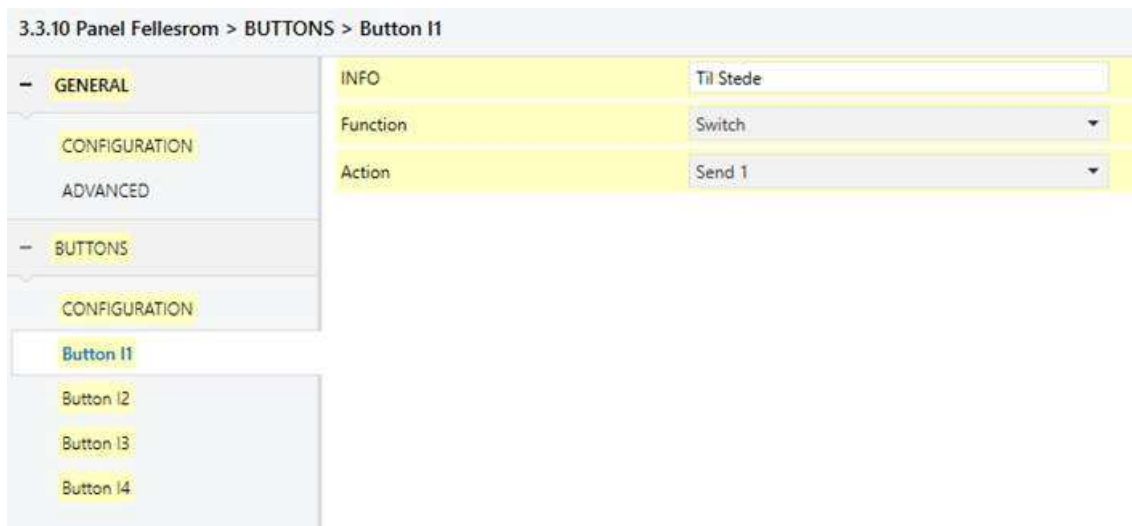 3.3.10 Panel Fellesrom > BUTTONS > Button I1
− GENERAL
CONFIGURATION
ADVANCED
− BUTTONS
CONFIGURATION
Button I1
Button I2
Button I3
Button I4
INFO Til Stede
Function Switch
Action Send 1